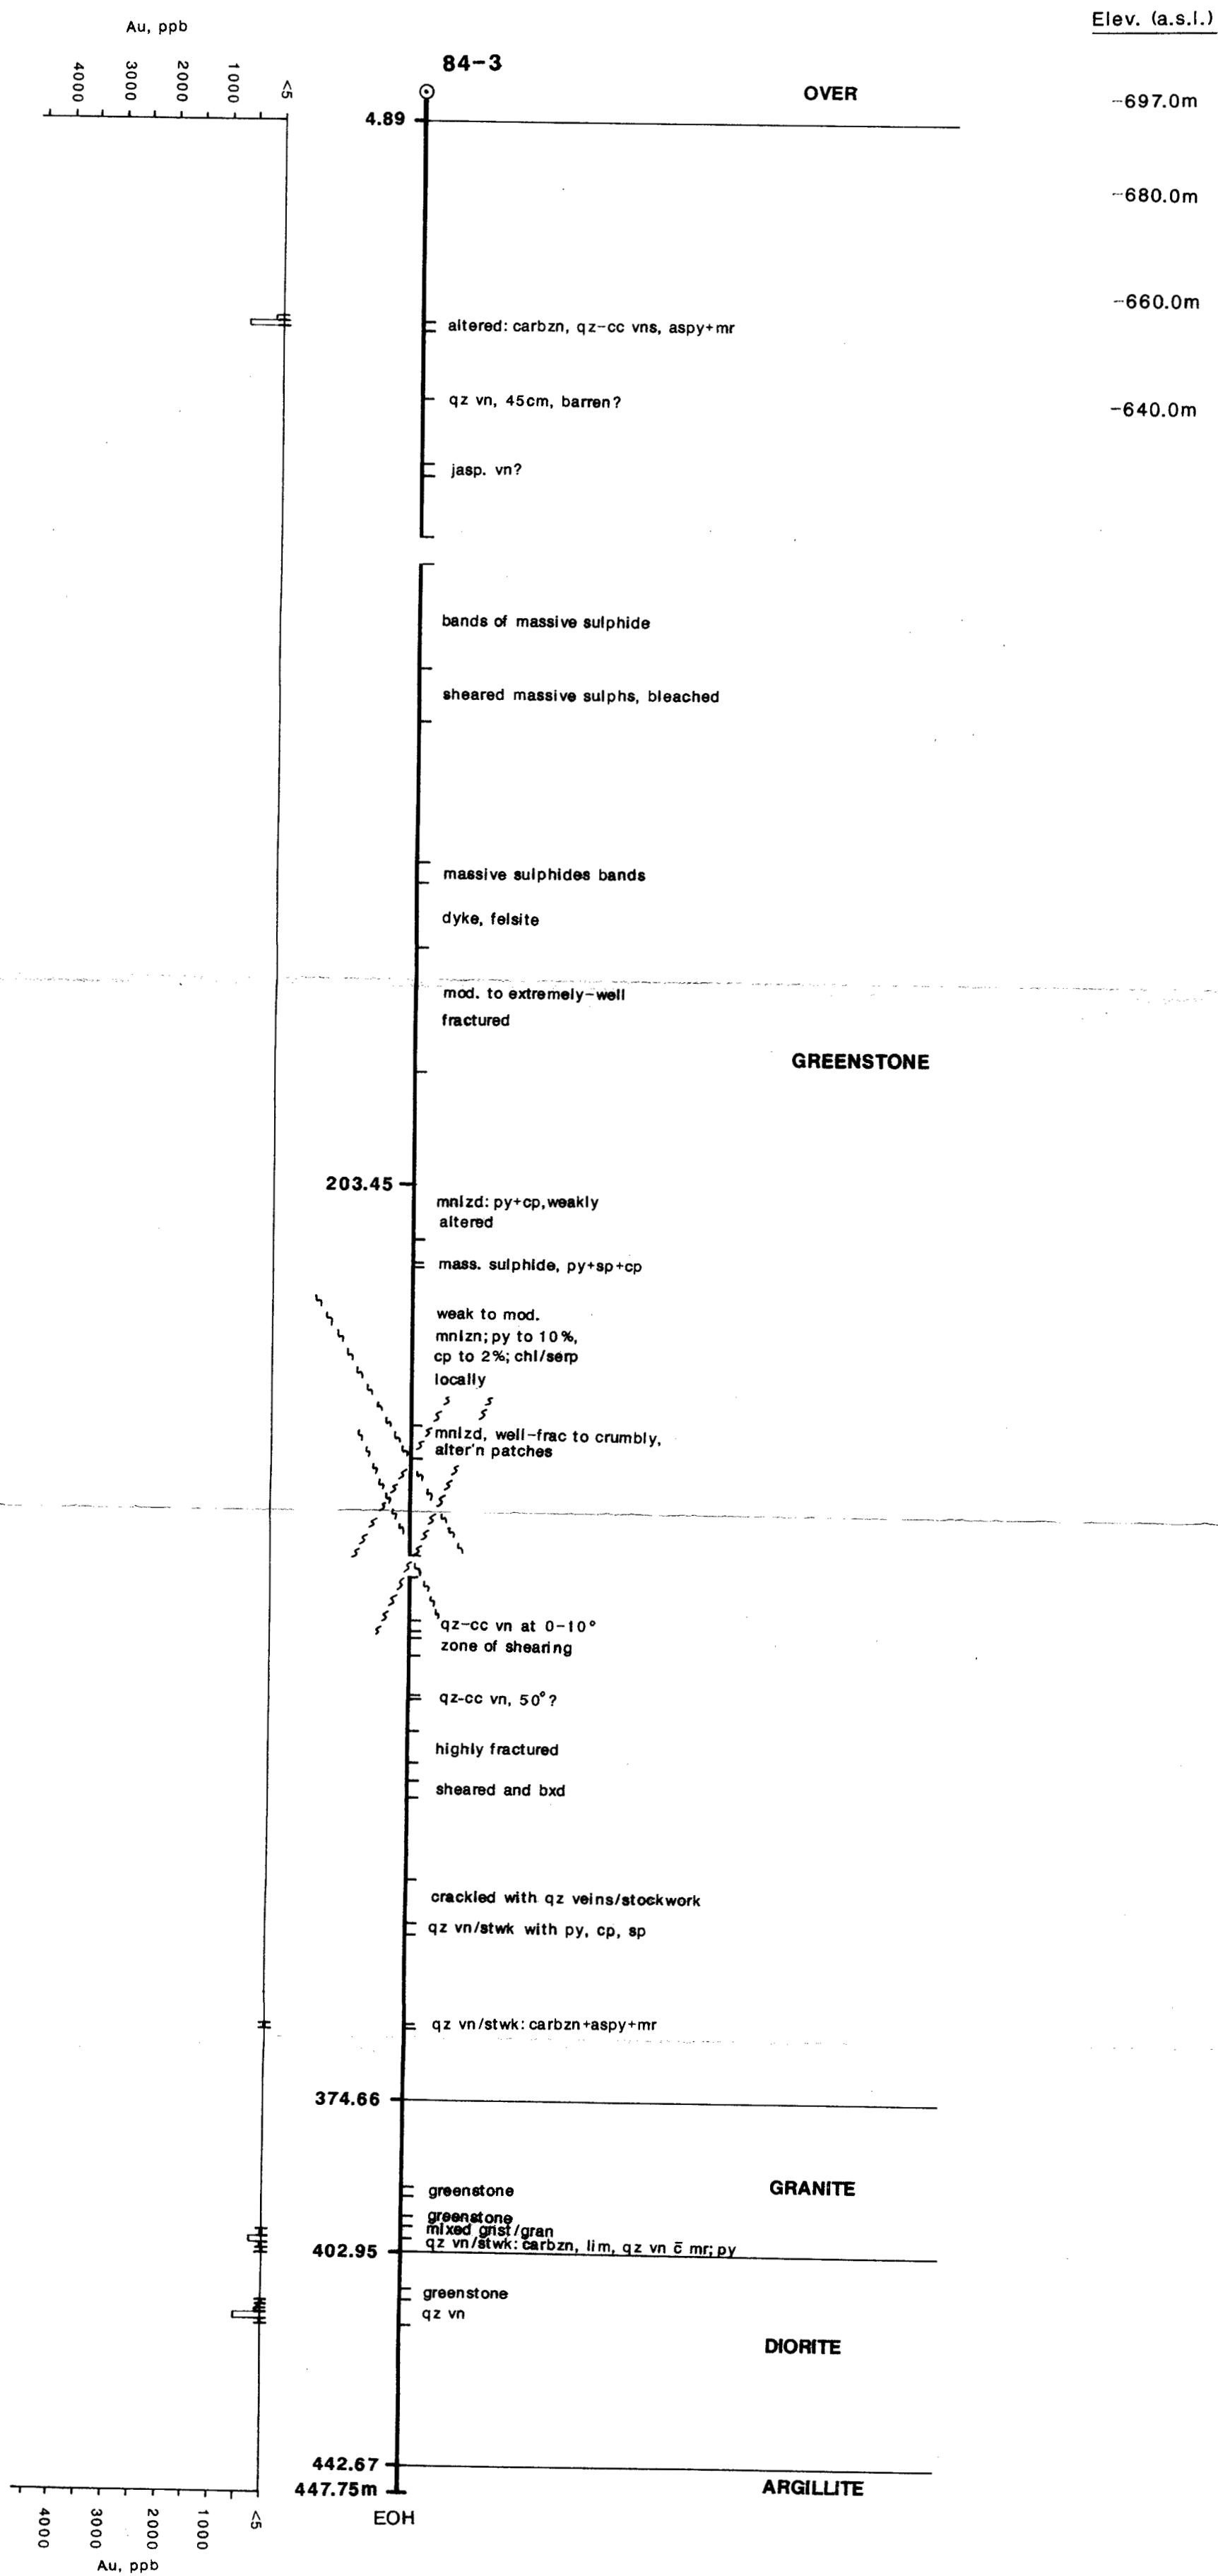 Elev. (a.s.l.)
Au, ppb
4000
3000
2000
1000
<5
84-3
OVER
-697.0m
4.89
-680.0m
-660.0m
altered: carbzn, qz-cc vns, aspy+mr
qz vn, 45cm, barren?
-640.0m
jasp. vn?
bands of massive sulphide
sheared massive sulphs, bleached
massive sulphides bands
dyke, felsite
mod. to extremely-well
fractured
GREENSTONE
203.45
mnlzd: py+cp,weakly
altered
mass. sulphide, py+sp+cp
weak to mod.
mnlzn; py to 10%,
cp to 2%; chl/serp
locally
mnlzd, well-frac to crumbly,
alter'n patches
qz-cc vn at 0-10°
zone of shearing
qz-cc vn, 50°?
highly fractured
sheared and bxd
crackled with qz veins/stockwork
qz vn/stwk with py, cp, sp
qz vn/stwk: carbzn+aspy+mr
374.66
GRANITE
greenstone
greenstone
mixed gnst/gran
qz vn/stwk: carbzn, lim, qz vn c̄ mr; py
402.95
greenstone
qz vn
DIORITE
442.67
447.75m
ARGILLITE
EOH
4000
3000
2000
1000
<5
Au, ppb